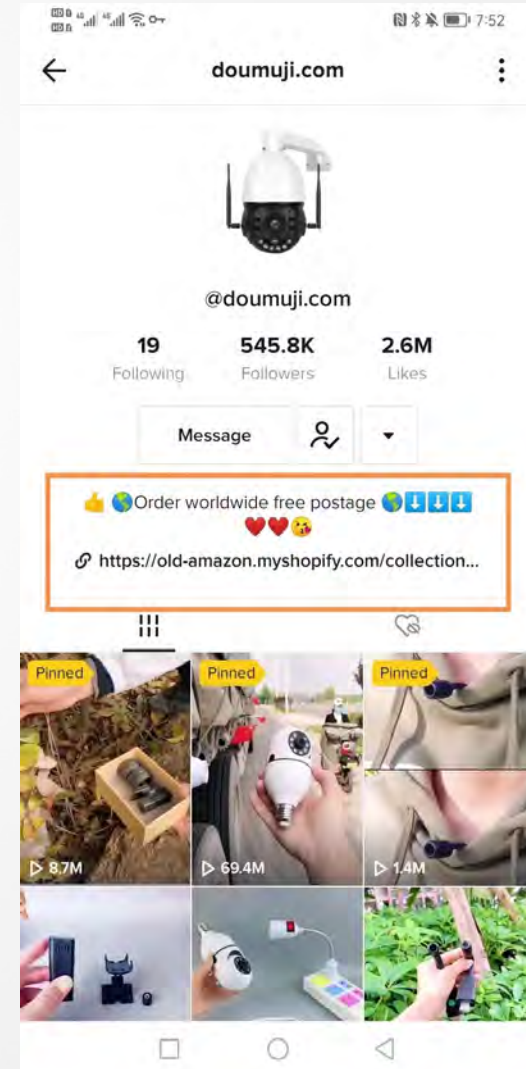 7:52
doumuji.com
@doumuji.com
19 545.8K 2.6M
Following Followers Likes
Message
👍 🌎Order worldwide free postage 🌎⬇️⬇️⬇️
❤️❤️😘
https://old-amazon.myshopify.com/collection...
Pinned Pinned Pinned
8.7M 69.4M 1.4M